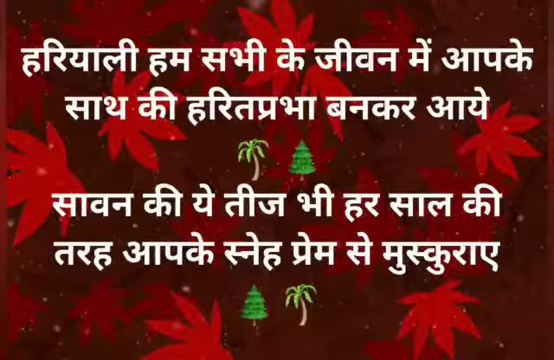 हरियाली हम सभी के जीवन में आपके
साथ की हरितप्रभा बनकर आये
🌴🌲
सावन की ये तीज भी हर साल की
तरह आपके स्नेह प्रेम से मुस्कुराए
🌲🌴